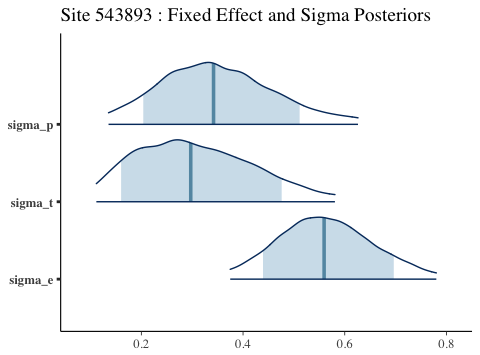 Site 543893 : Fixed Effect and Sigma Posteriors
sigma_p
sigma_t
sigma_e
0.2 0.4 0.6 0.8